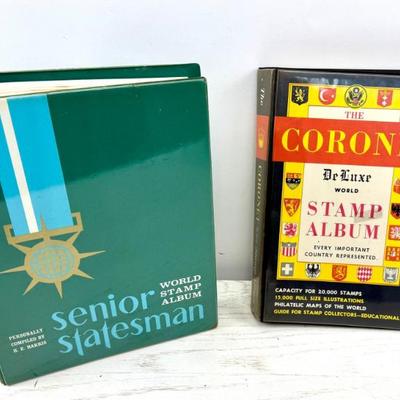 WORLD
STAMP
ALBUM
senior
statesman
PERSONALLY
COMPILED BY
H. E. HARRIS
The
CORONET
THE
CORONE
De Luxe
WORLD
STAMP
ALBUM
EVERY IMPORTANT
COUNTRY REPRESENTED
CAPACITY FOR 20,000 STAMPS
15,000 FULL SIZE ILLUSTRATIONS
PHILATELIC MAPS OF THE WORLD
GUIDE FOR STAMP COLLECTORS—EDUCATIONAL